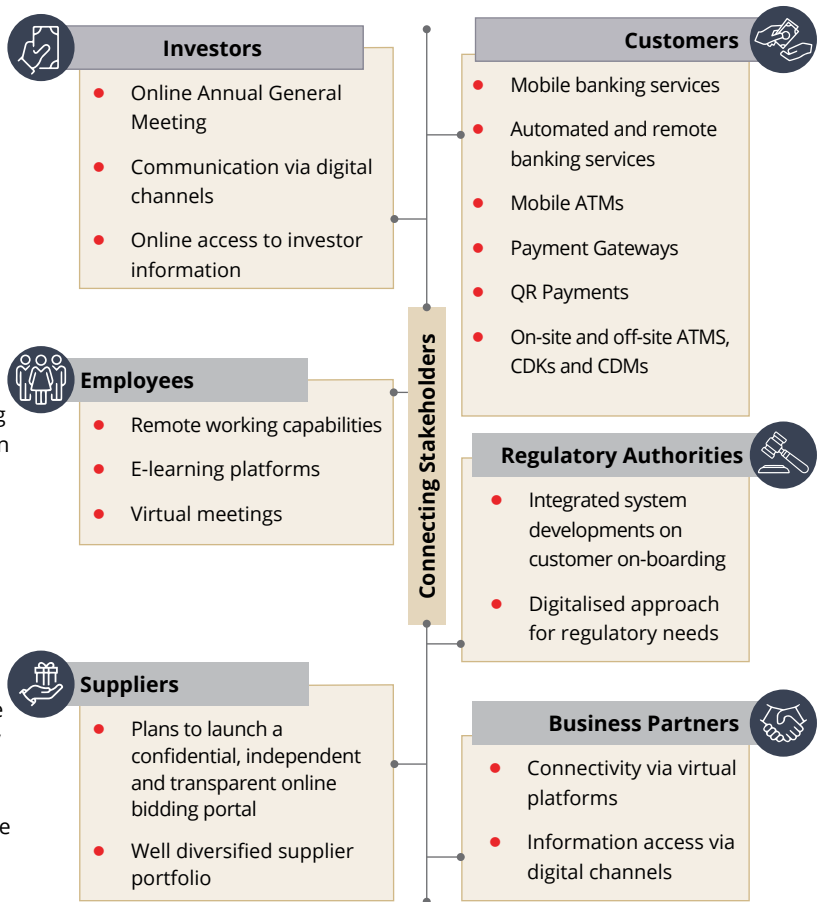 Investors
Online Annual General
Meeting
Communication via digital
channels
Online access to investor
information
Customers
Mobile banking services
Automated and remote
banking services
Mobile ATMs
Payment Gateways
QR Payments
On-site and off-site ATMS,
CDKs and CDMs
Connecting Stakeholders
Employees
Remote working capabilities
E-learning platforms
Virtual meetings
Regulatory Authorities
Integrated system
developments on
customer on-boarding
Digitalised approach
for regulatory needs
Suppliers
Plans to launch a
confidential, independent
and transparent online
bidding portal
Well diversified supplier
portfolio
Business Partners
Connectivity via virtual
platforms
Information access via
digital channels